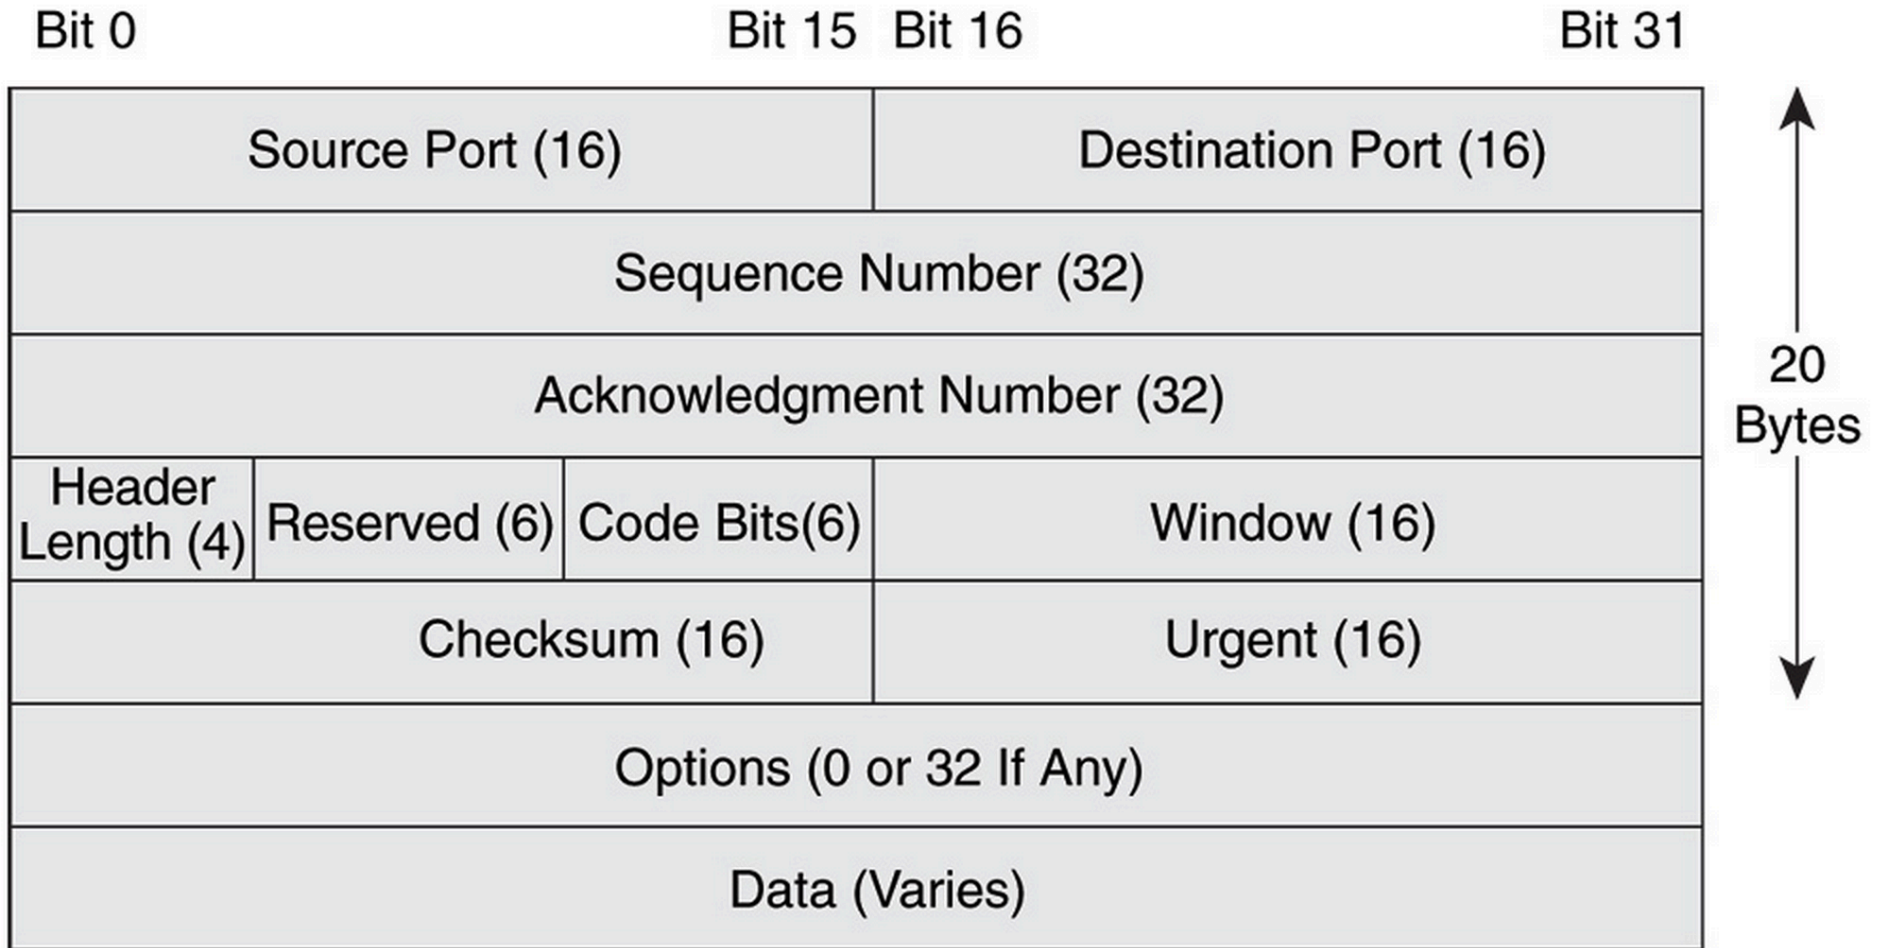 Bit 0 Bit 15 Bit 16 Bit 31
Source Port (16) Destination Port (16)
Sequence Number (32)
Acknowledgment Number (32)
20
Bytes
Header
Length (4)
Reserved (6)
Code Bits(6)
Window (16)
Checksum (16) Urgent (16)
Options (0 or 32 If Any)
Data (Varies)